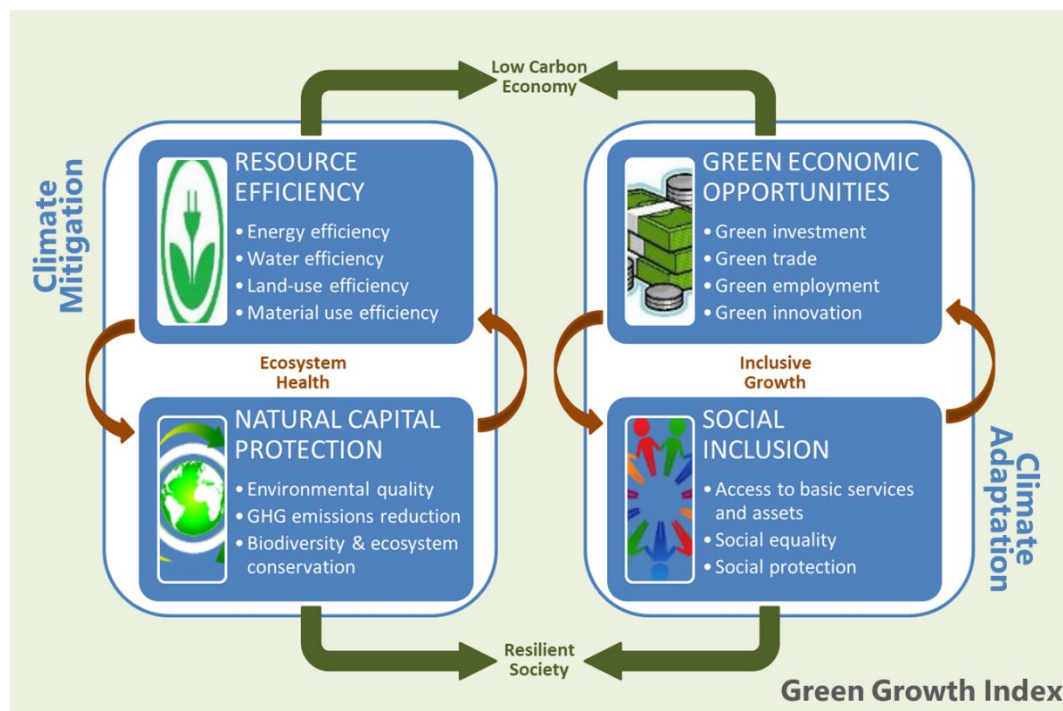 Low Carbon
Economy
Climate
Mitigation
RESOURCE
EFFICIENCY
• Energy efficiency
• Water efficiency
• Land-use efficiency
• Material use efficiency
GREEN ECONOMIC
OPPORTUNITIES
• Green investment
• Green trade
• Green employment
• Green innovation
Ecosystem
Health
Inclusive
Growth
NATURAL CAPITAL
PROTECTION
• Environmental quality
• GHG emissions reduction
• Biodiversity & ecosystem
conservation
SOCIAL
INCLUSION
• Access to basic services
and assets
• Social equality
• Social protection
Climate
Adaptation
Resilient
Society
Green Growth Index